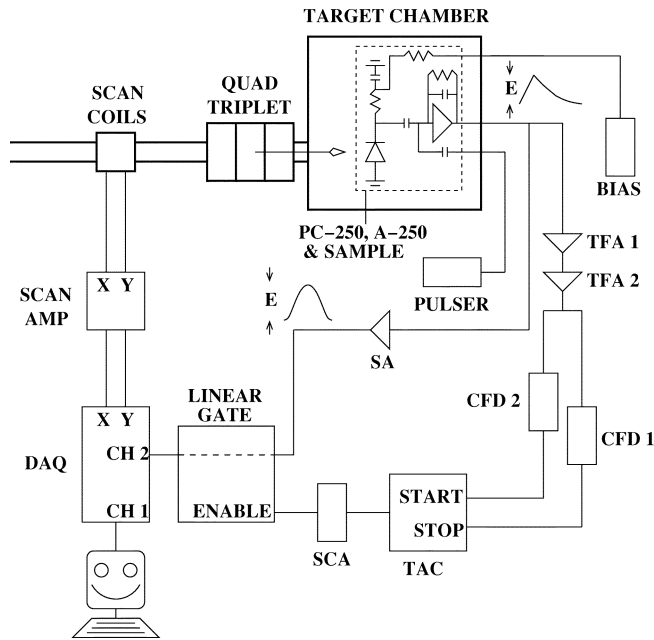 TARGET CHAMBER
SCAN
COILS
QUAD
TRIPLET
E
BIAS
PC-250, A-250
& SAMPLE
TFA 1
TFA 2
PULSER
X Y
SCAN
AMP
E
SA
CFD 2
CFD 1
LINEAR
GATE
X Y
CH 2
DAQ
CH 1
ENABLE
SCA
START
STOP
TAC